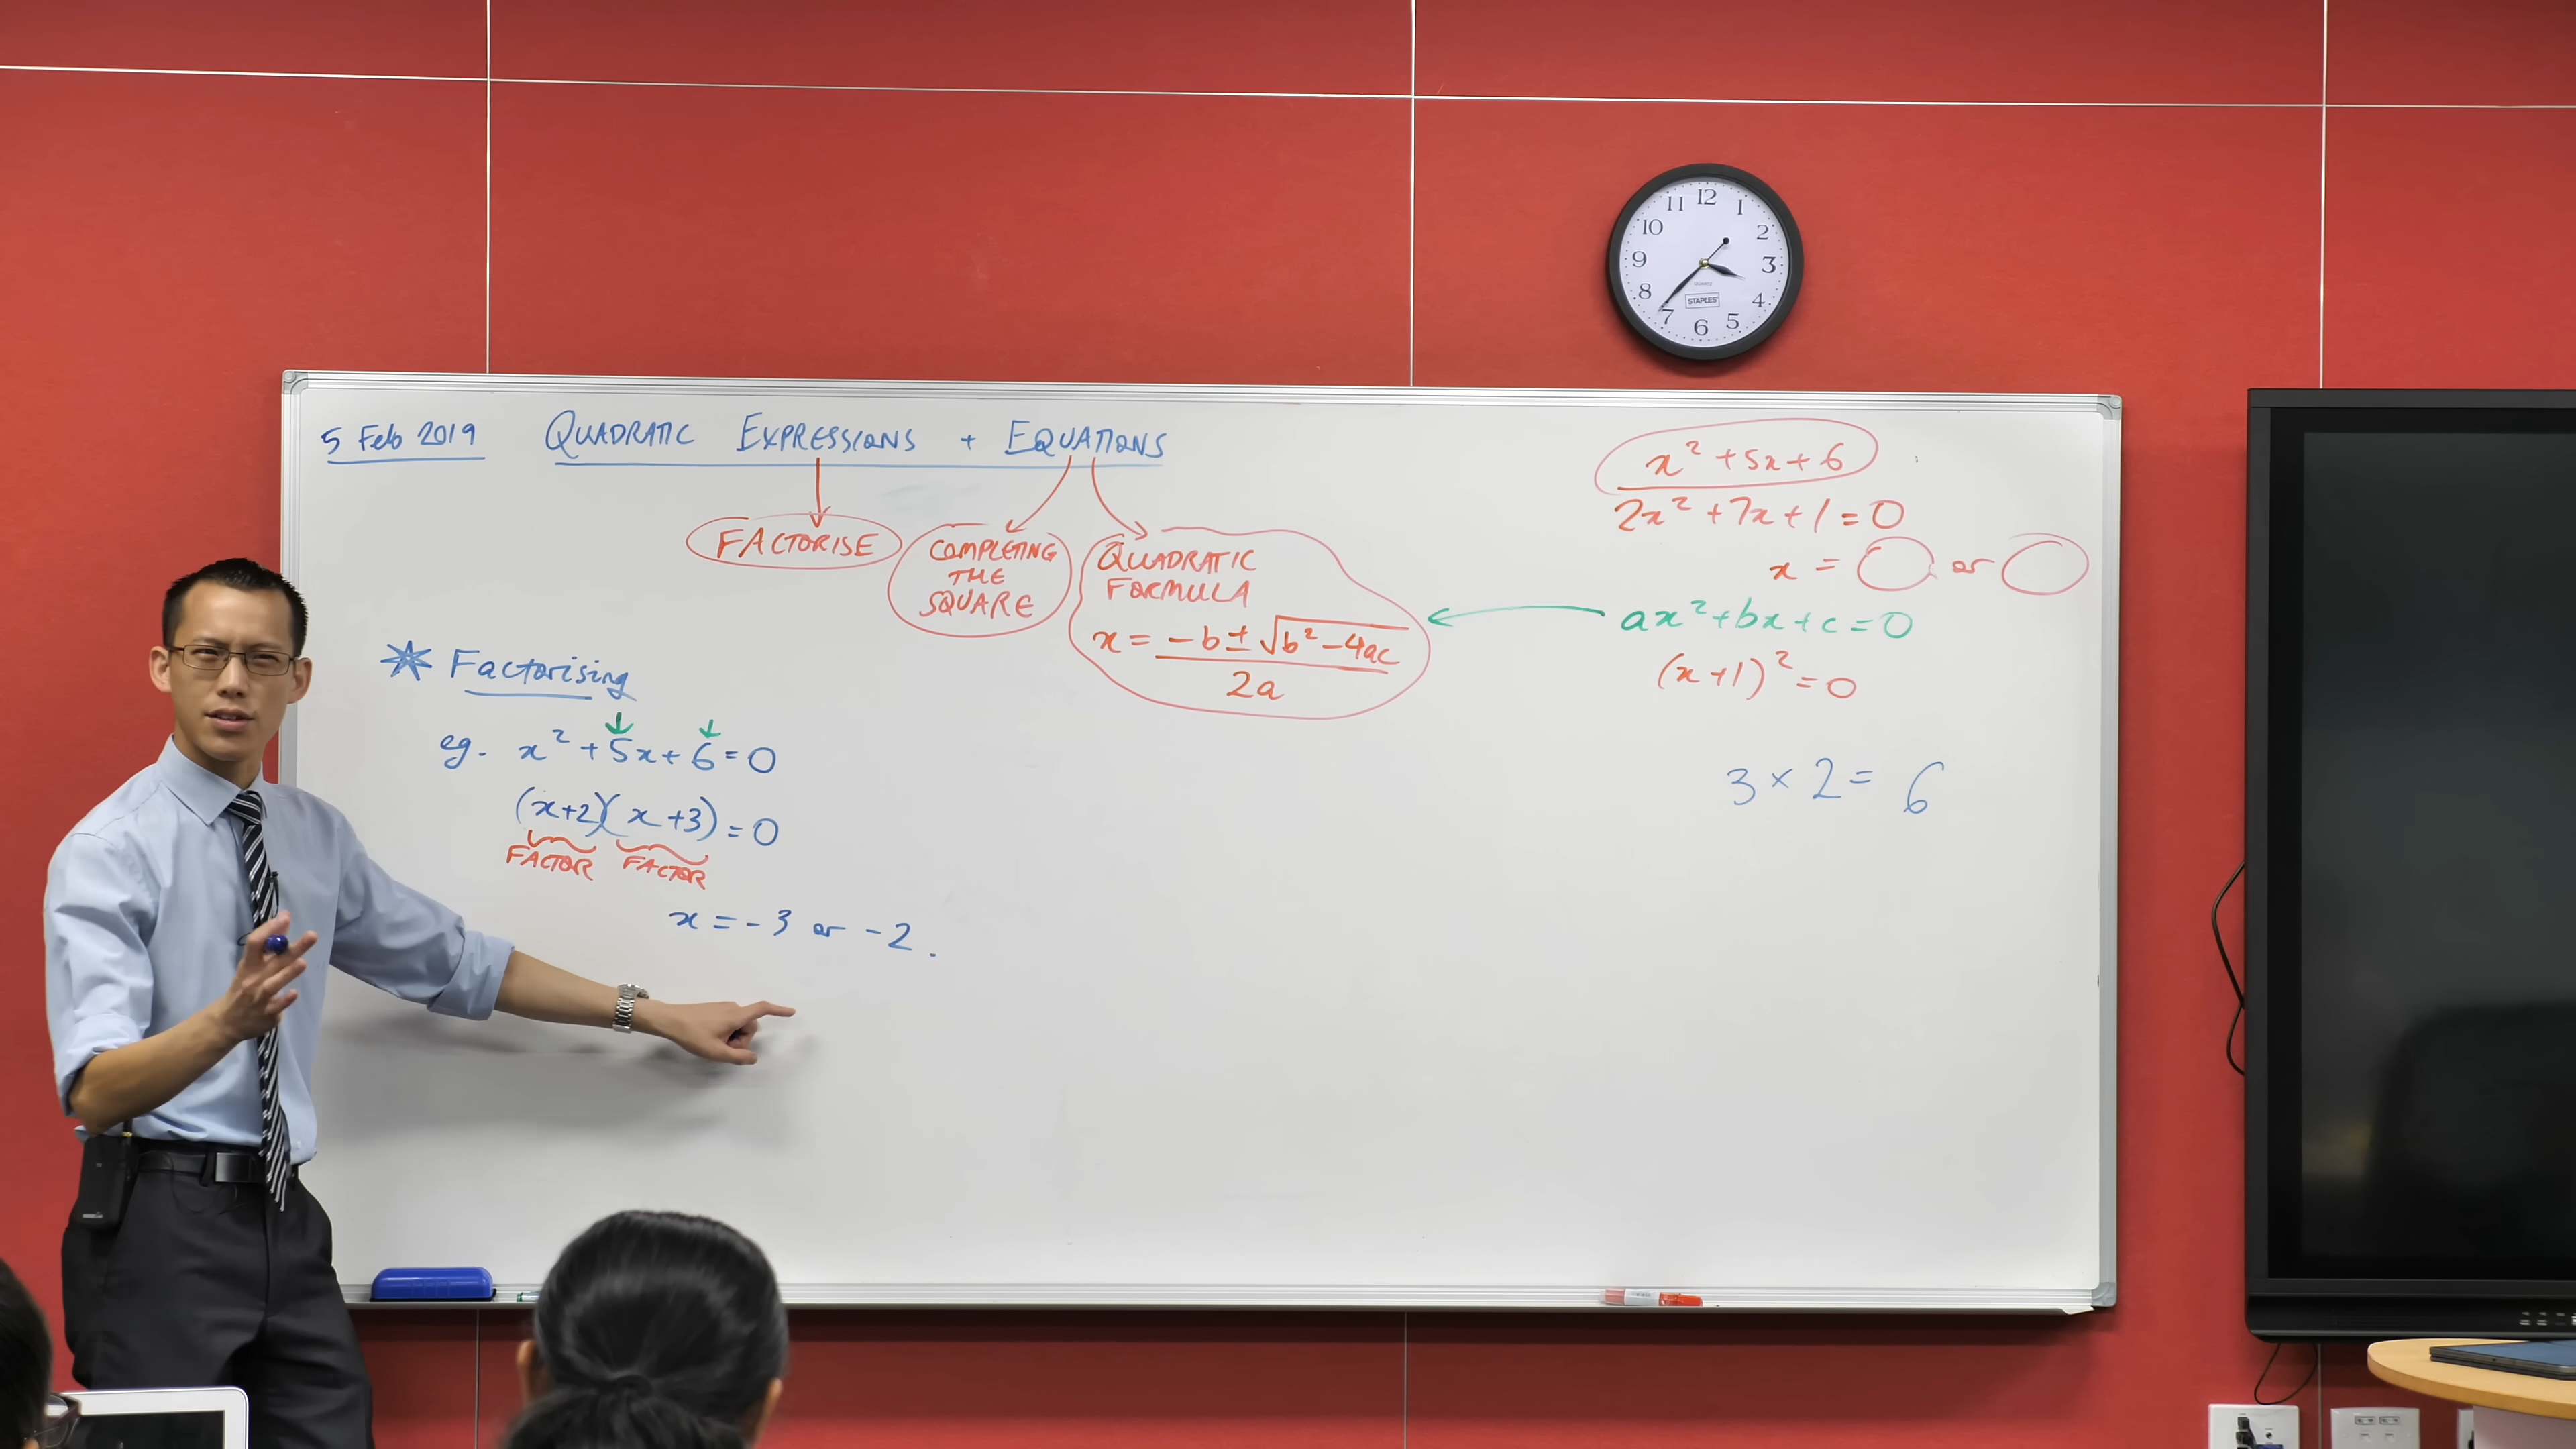 12
11 1
10 2
9 3
8 4
7 5
6
QUARTZ
STAPLES
5 Feb 2019 QUADRATIC EXPRESSIONS + EQUATIONS
FACTORISE
COMPLETING
THE
SQUARE
QUADRATIC
FORMULA
x = -b ± √b² - 4ac
2a
* Factorising
eg. x² + 5x + 6 = 0
(x+2)(x+3) = 0
FACTOR FACTOR
x = -3 or -2.
x² + 5x + 6
2x² + 7x + 1 = 0
x = ◯ or ◯
ax² + bx + c = 0
(x+1)² = 0
3 × 2 = 6